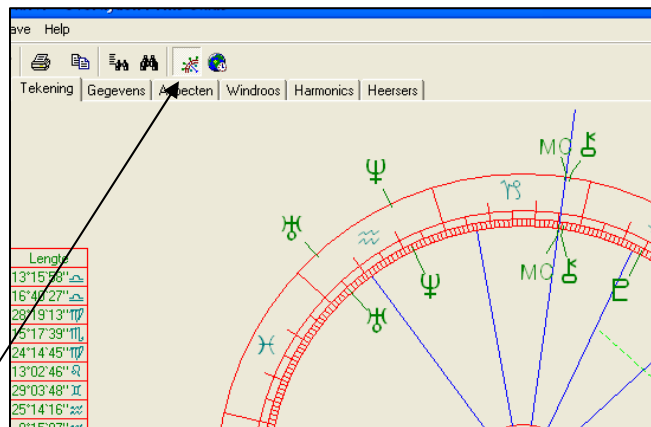 ave Help
Tekening Gegevens Aspecten Windroos Harmonics Heersers
MC
MC
Lengte
13°15'58"♎
16°40'27"♎
28°19'13"♍
15°17'39"♏
24°14'45"♍
13°02'46"♌
29°03'48"♊
25°14'16"♒